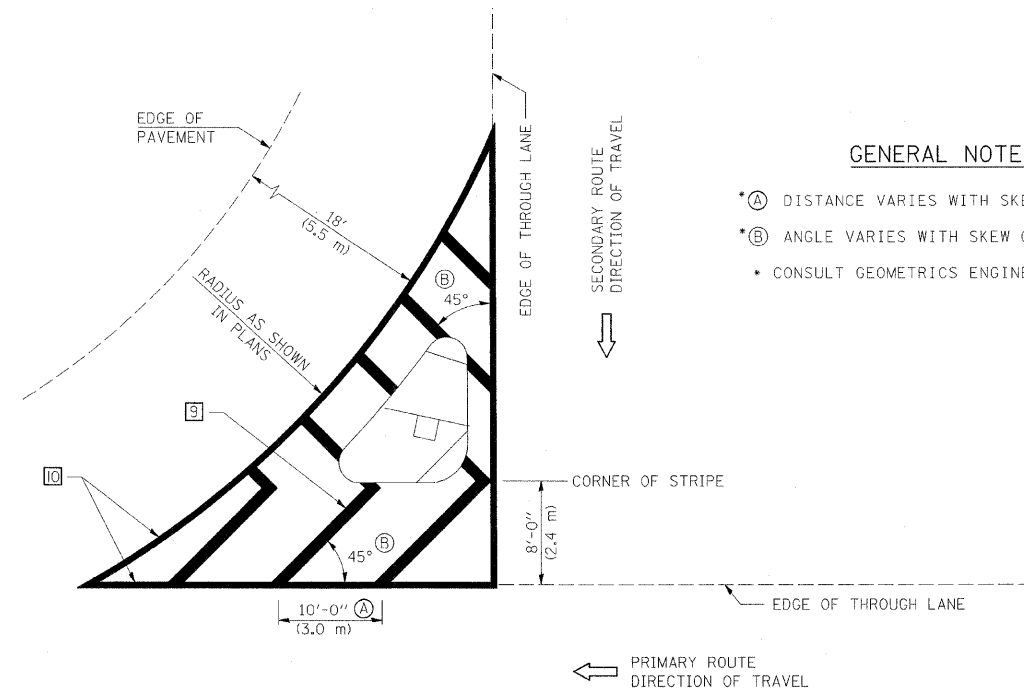 EDGE OF
PAVEMENT
18'
(5.5 m)
RADIUS AS SHOWN
IN PLANS
9
10
B
45°
45° B
10'-0" A
(3.0 m)
EDGE OF THROUGH LANE
SECONDARY ROUTE
DIRECTION OF TRAVEL
GENERAL NOTE
*A DISTANCE VARIES WITH SKE
*B ANGLE VARIES WITH SKEW
* CONSULT GEOMETRICS ENGINE
CORNER OF STRIPE
8'-0"
(2.4 m)
EDGE OF THROUGH LANE
PRIMARY ROUTE
DIRECTION OF TRAVEL